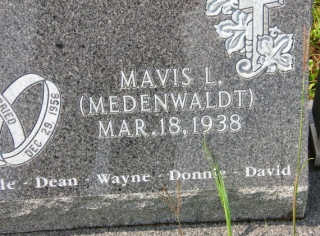 MAVIS L.
(MEDENWALDT)
MAR. 18, 1938
DEC 29 1956
- Dean - Wayne - Donnie - David